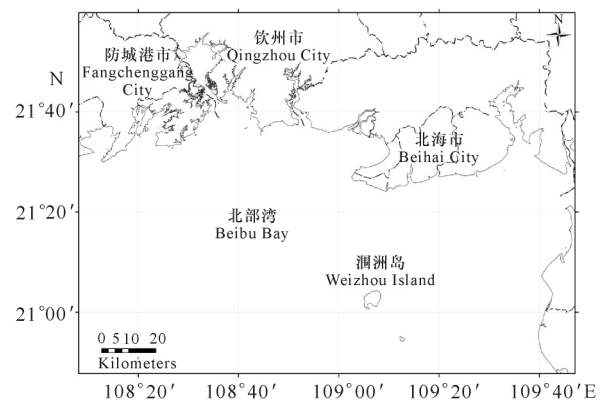 N
钦州市
Qingzhou City
防城港市
Fangchenggang
City
N
21°40′
北海市
Beihai City
21°20′
北部湾
Beibu Bay
涠洲岛
Weizhou Island
21°00′
0 5 10 20
Kilometers
108°20′ 108°40′ 109°00′ 109°20′ 109°40′E